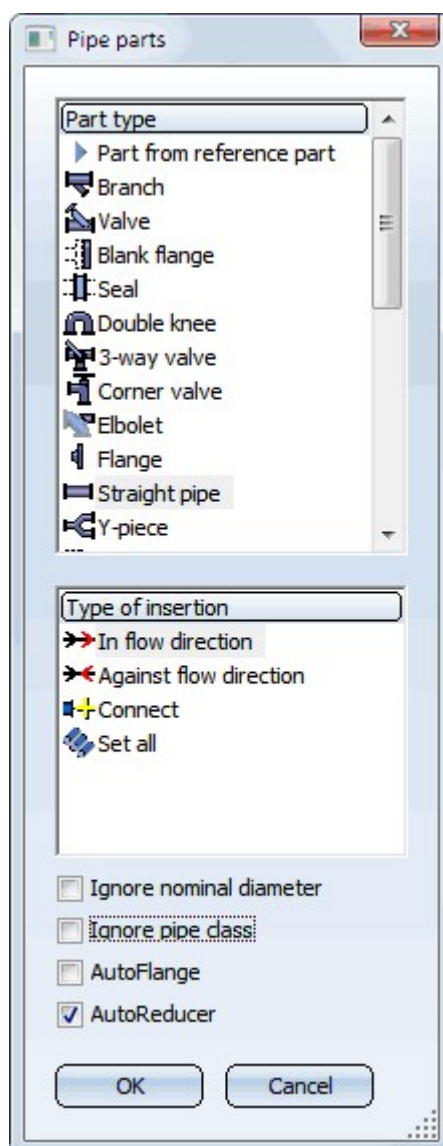 Pipe parts
Part type
Part from reference part
Branch
Valve
Blank flange
Seal
Double knee
3-way valve
Corner valve
Elbolet
Flange
Straight pipe
Y-piece
Type of insertion
In flow direction
Against flow direction
Connect
Set all
Ignore nominal diameter
Ignore pipe class
AutoFlange
AutoReducer
OK
Cancel